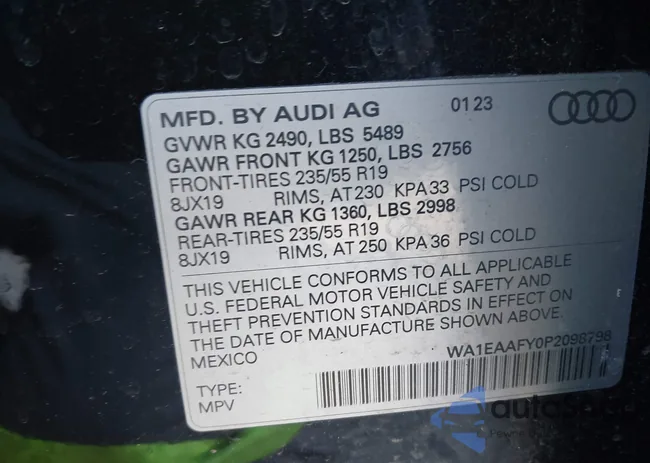 MFD. BY AUDI AG 01 23
GVWR KG 2490, LBS 5489
GAWR FRONT KG 1250, LBS 2756
FRONT-TIRES 235/55 R19
8JX19 RIMS, AT 230 KPA 33 PSI COLD
GAWR REAR KG 1360, LBS 2998
REAR-TIRES 235/55 R19
8JX19 RIMS, AT 250 KPA 36 PSI COLD
THIS VEHICLE CONFORMS TO ALL APPLICABLE
U.S. FEDERAL MOTOR VEHICLE SAFETY AND
THEFT PREVENTION STANDARDS IN EFFECT ON
THE DATE OF MANUFACTURE SHOWN ABOVE.
MEXICO
WA1EAAFY0P2096798
TYPE:
MPV